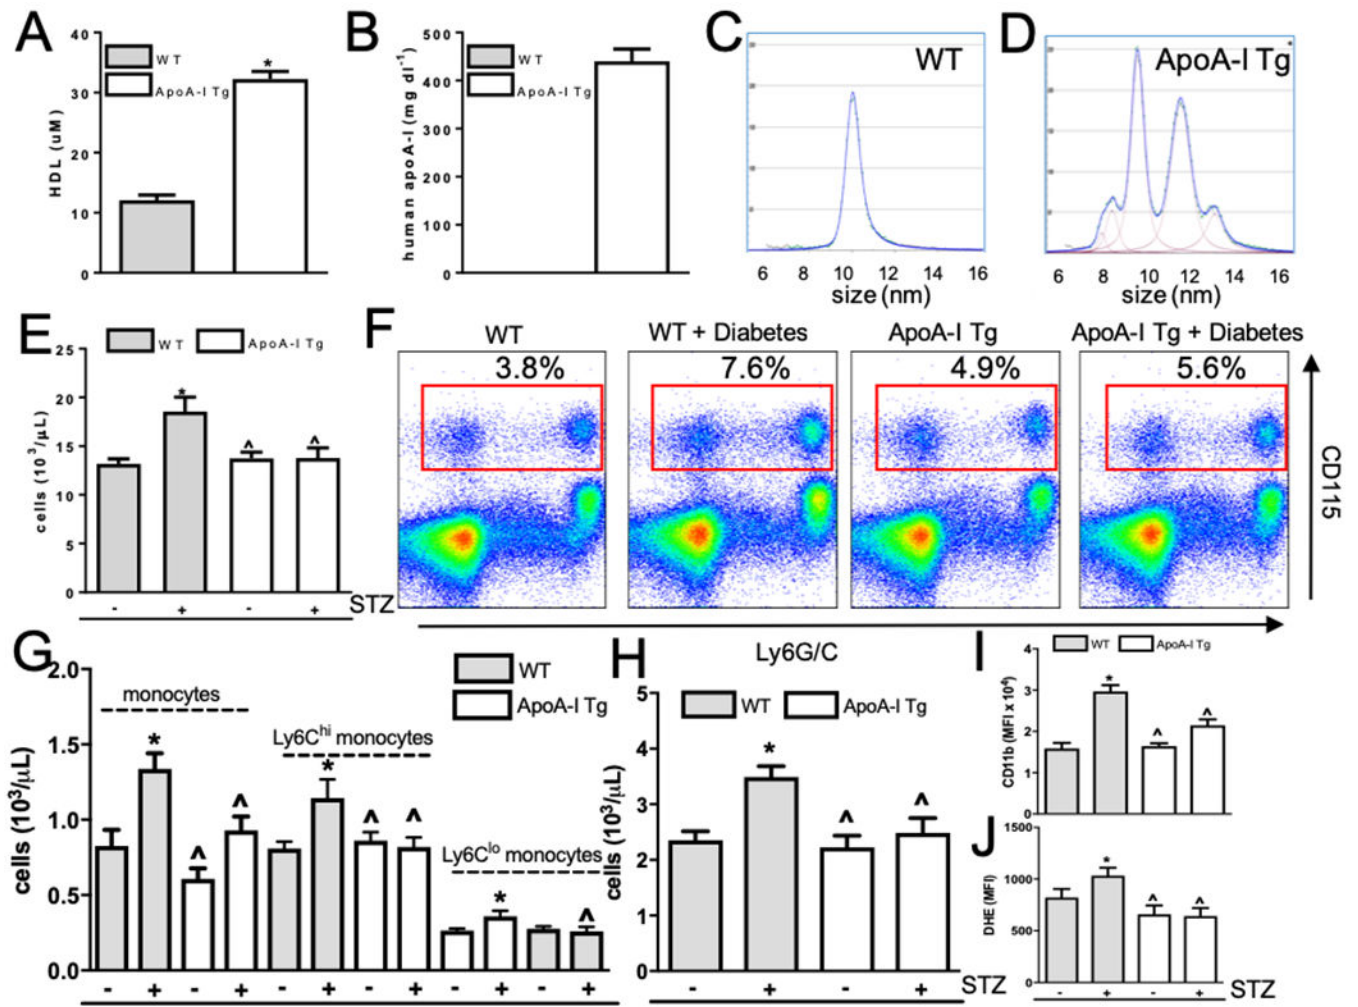 A
40
30
20
10
0
HDL (uM)
WT
ApoA-I Tg
*
B
500
400
300
200
100
0
human apoA-I (mg dl-1)
WT
ApoA-I Tg
C
WT
6 8 10 12 14 16
size (nm)
D
ApoA-I Tg
*
6 8 10 12 14 16
size (nm)
E
WT
ApoA-I Tg
25
20
15
10
5
0
cells (10 3/µL)
* ^ ^
- + - + STZ
F
WT
WT + Diabetes
ApoA-I Tg
ApoA-I Tg + Diabetes
3.8%
7.6%
4.9%
5.6%
CD115
Ly6G/C
G
WT
ApoA-I Tg
2.0
1.5
1.0
0.5
0.0
cells (103/µL)
monocytes
* ^ ^
Ly6Chi monocytes
* ^ ^
Ly6Clo monocytes
* ^
- + - + - + - + - + - +
H
WT
ApoA-I Tg
5
4
3
2
1
0
cells (103/µL)
* ^ ^
- + - + STZ
I
WT
ApoA-I Tg
4
3
2
1
0
CD11b (MFI x 104)
* ^ ^
J
1500
1000
500
0
DHE (MFI)
* ^ ^
- + - + STZ